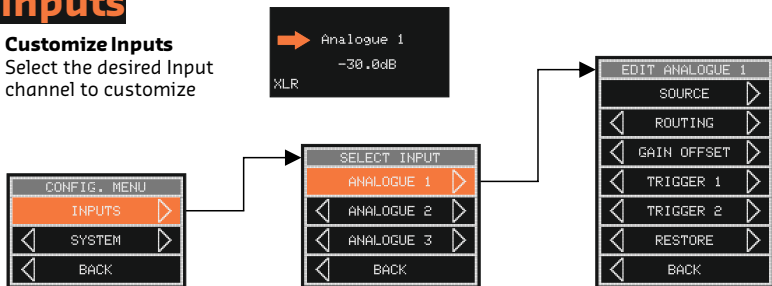 Inputs
Customize Inputs
Select the desired Input
channel to customize
Analogue 1
-30.0dB
XLR
CONFIG. MENU
INPUTS
SYSTEM
BACK
SELECT INPUT
ANALOGUE 1
ANALOGUE 2
ANALOGUE 3
BACK
EDIT ANALOGUE 1
SOURCE
ROUTING
GAIN OFFSET
TRIGGER 1
TRIGGER 2
RESTORE
BACK